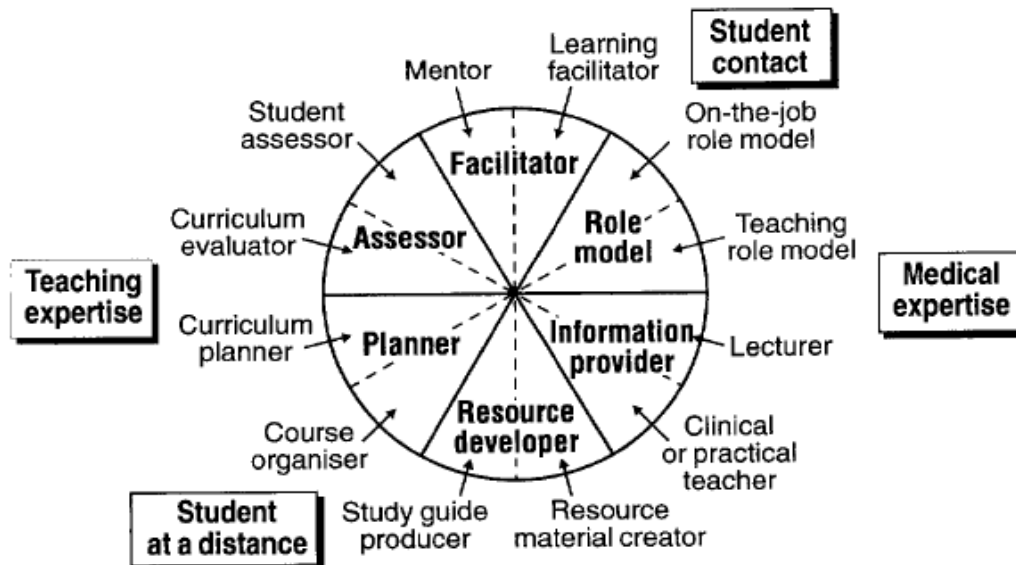 Student
contact
Learning
facilitator
Mentor
On-the-job
role model
Student
assessor
Facilitator
Role
model
Teaching
role model
Curriculum
evaluator
Assessor
Teaching
expertise
Medical
expertise
Curriculum
planner
Planner
Information
provider
Lecturer
Resource
developer
Course
organiser
Clinical
or practical
teacher
Student
at a distance
Study guide
producer
Resource
material creator